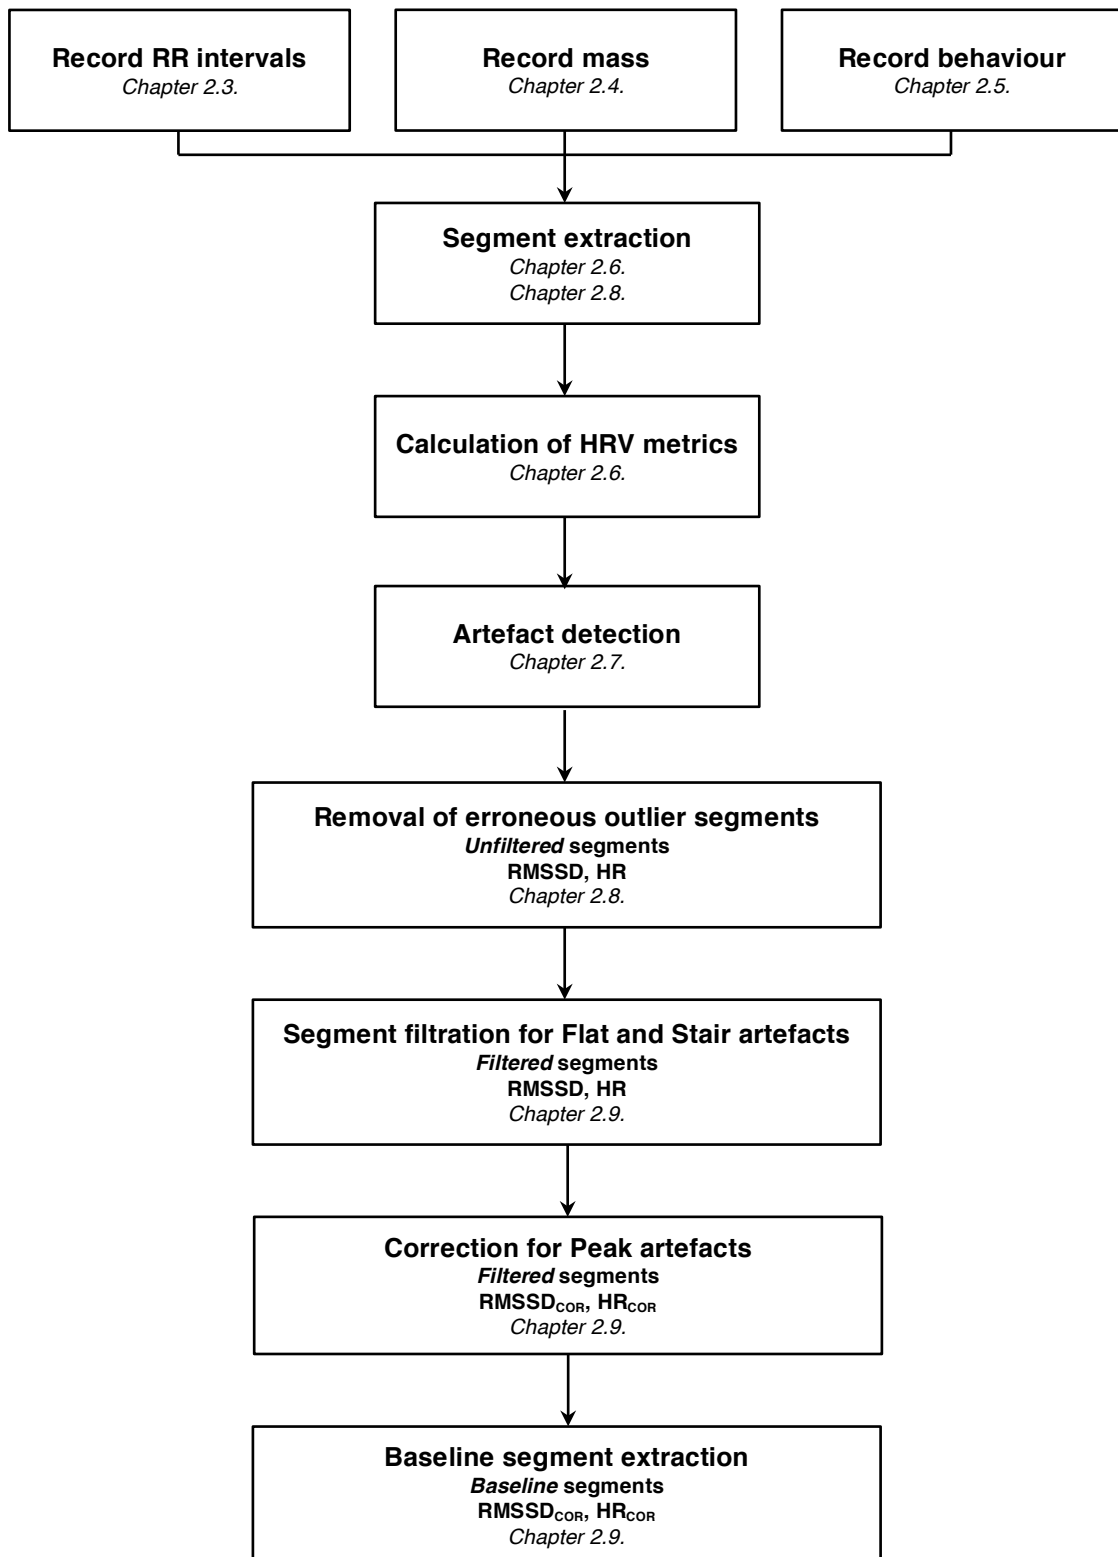 Record RR intervals
Chapter 2.3.
Record mass
Chapter 2.4.
Record behaviour
Chapter 2.5.
Segment extraction
Chapter 2.6.
Chapter 2.8.
Calculation of HRV metrics
Chapter 2.6.
Artefact detection
Chapter 2.7.
Removal of erroneous outlier segments
Unfiltered segments
RMSSD, HR
Chapter 2.8.
Segment filtration for Flat and Stair artefacts
Filtered segments
RMSSD, HR
Chapter 2.9.
Correction for Peak artefacts
Filtered segments
RMSSDCOR, HRCOR
Chapter 2.9.
Baseline segment extraction
Baseline segments
RMSSDCOR, HRCOR
Chapter 2.9.